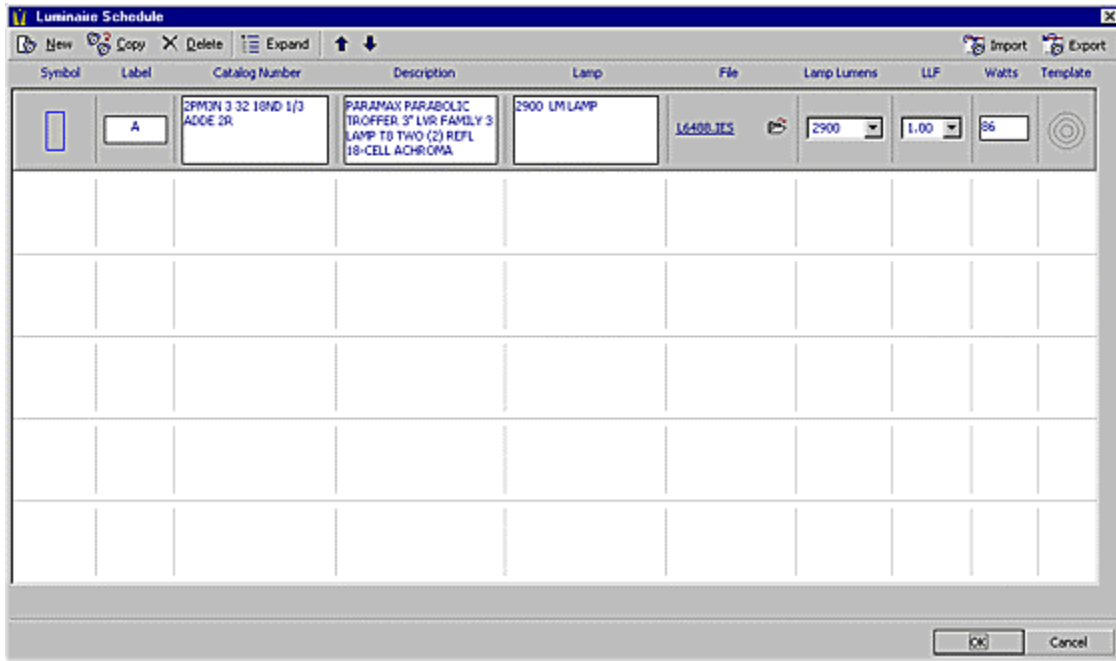 Luminaire Schedule
New Copy Delete Expand Import Export
Symbol Label Catalog Number Description Lamp File Lamp Lumens LLF Watts Template
A
2PM3N 3 32 18ND 1/3
ADDE 2R
PARAMAX PARABOLIC
TROFFER 3" LVR FAMILY 3
LAMP T8 TWO (2) REFL
18-CELL ACHROMA
2900 LM LAMP
L6408.IES
2900
1.00
86
OK Cancel